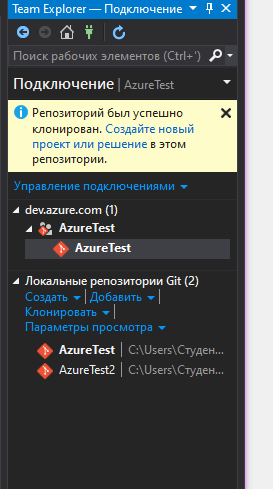 Team Explorer — Подключение
Поиск рабочих элементов (Ctrl+')
Подключение | AzureTest
Репозиторий был успешно
клонирован. Создайте новый
проект или решение в этом
репозитории.
Управление подключениями
dev.azure.com (1)
AzureTest
AzureTest
Локальные репозитории Git (2)
Создать | Добавить |
Клонировать |
Параметры просмотра
AzureTest | C:\Users\Студен...
AzureTest2 | C:\Users\Студен...